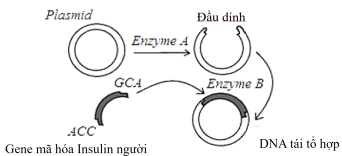 Plasmid
Đầu dính
Enzyme A
GCA
Enzyme B
ACC
Gene mã hóa Insulin người
DNA tái tổ hợp